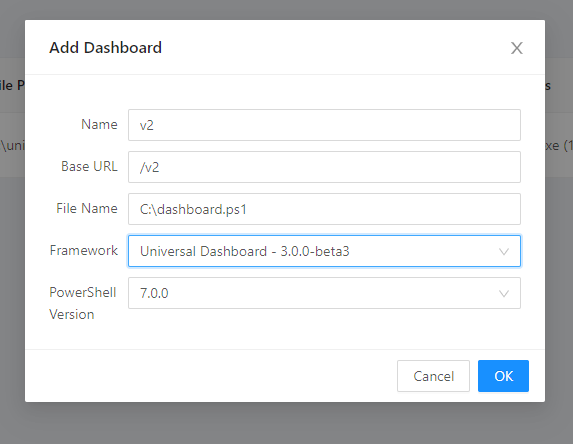 Add Dashboard
ile P
s
Name v2
\uni
xe (1
Base URL /v2
File Name C:\dashboard.ps1
Framework Universal Dashboard - 3.0.0-beta3
PowerShell Version 7.0.0
Cancel OK